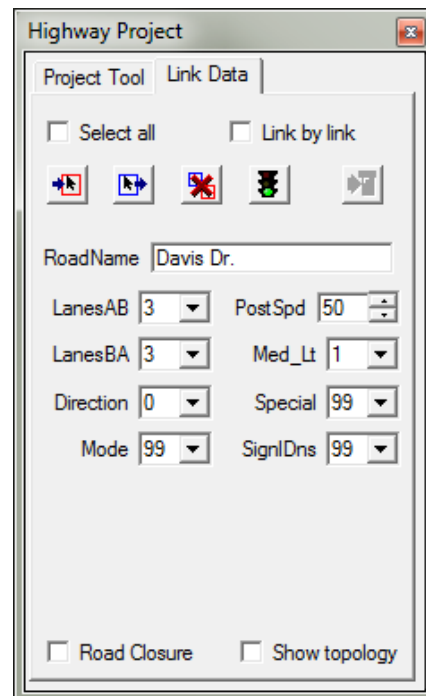 Highway Project
Project Tool Link Data
Select all Link by link
RoadName Davis Dr.
LanesAB 3 PostSpd 50
LanesBA 3 Med_Lt 1
Direction 0 Special 99
Mode 99 SignlDns 99
Road Closure Show topology